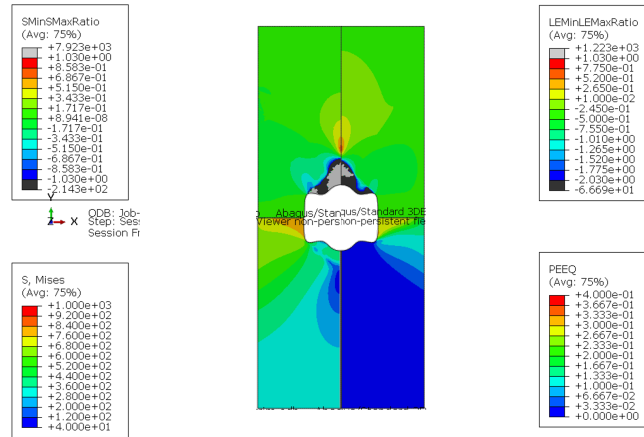 SMinSMaxRatio
(Avg: 75%)
+7.923e+03
+1.030e+00
+8.583e-01
+6.867e-01
+5.150e-01
+3.433e-01
+1.717e-01
+8.941e-08
-1.717e-01
-3.433e-01
-5.150e-01
-6.867e-01
-8.583e-01
-1.030e+00
-2.143e+02
Y
X
ODB: Job-
Step: Ses
Session Fr
S, Mises
(Avg: 75%)
+1.000e+03
+9.200e+02
+8.400e+02
+7.600e+02
+6.800e+02
+6.000e+02
+5.200e+02
+4.400e+02
+3.600e+02
+2.800e+02
+2.000e+02
+1.200e+02
+4.000e+01
Abaqus/Stan
/Standard 3DE
Viewer non-pers
non-persistent fie
LEMinLEMaxRatio
(Avg: 75%)
+1.223e+03
+1.030e+00
+7.750e-01
+5.200e-01
+2.650e-01
+1.000e-02
-2.450e-01
-5.000e-01
-7.550e-01
-1.010e+00
-1.265e+00
-1.520e+00
-1.775e+00
-2.030e+00
-6.669e+01
PEEQ
(Avg: 75%)
+4.000e-01
+3.667e-01
+3.333e-01
+3.000e-01
+2.667e-01
+2.333e-01
+2.000e-01
+1.667e-01
+1.333e-01
+1.000e-01
+6.667e-02
+3.333e-02
+0.000e+00